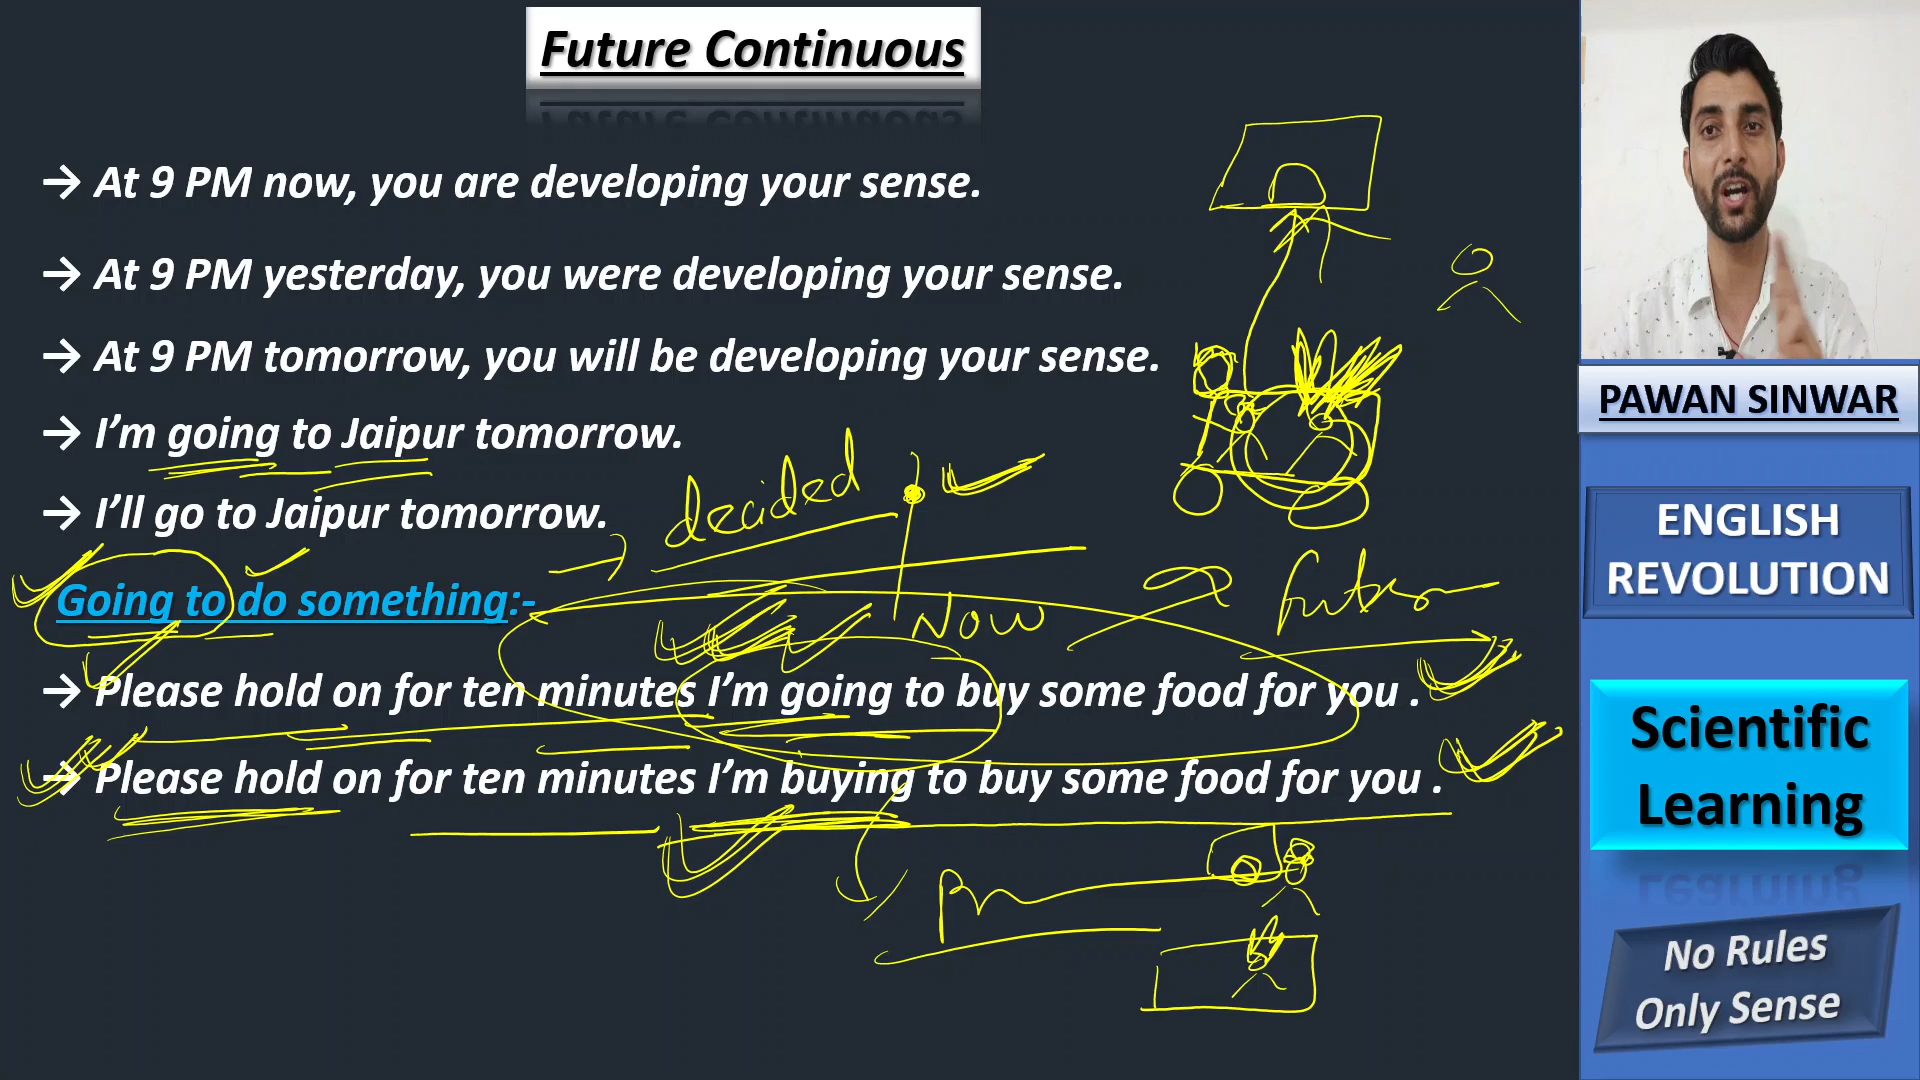 Future Continuous
→ At 9 PM now, you are developing your sense.
→ At 9 PM yesterday, you were developing your sense.
→ At 9 PM tomorrow, you will be developing your sense.
→ I’m going to Jaipur tomorrow.
→ I’ll go to Jaipur tomorrow.
decided
Going to do something:-
Now
→ Please hold on for ten minutes I’m going to buy some food for you .
→ Please hold on for ten minutes I’m buying to buy some food for you .
PAWAN SINWAR
ENGLISH
REVOLUTION
Scientific
Learning
No Rules
Only Sense